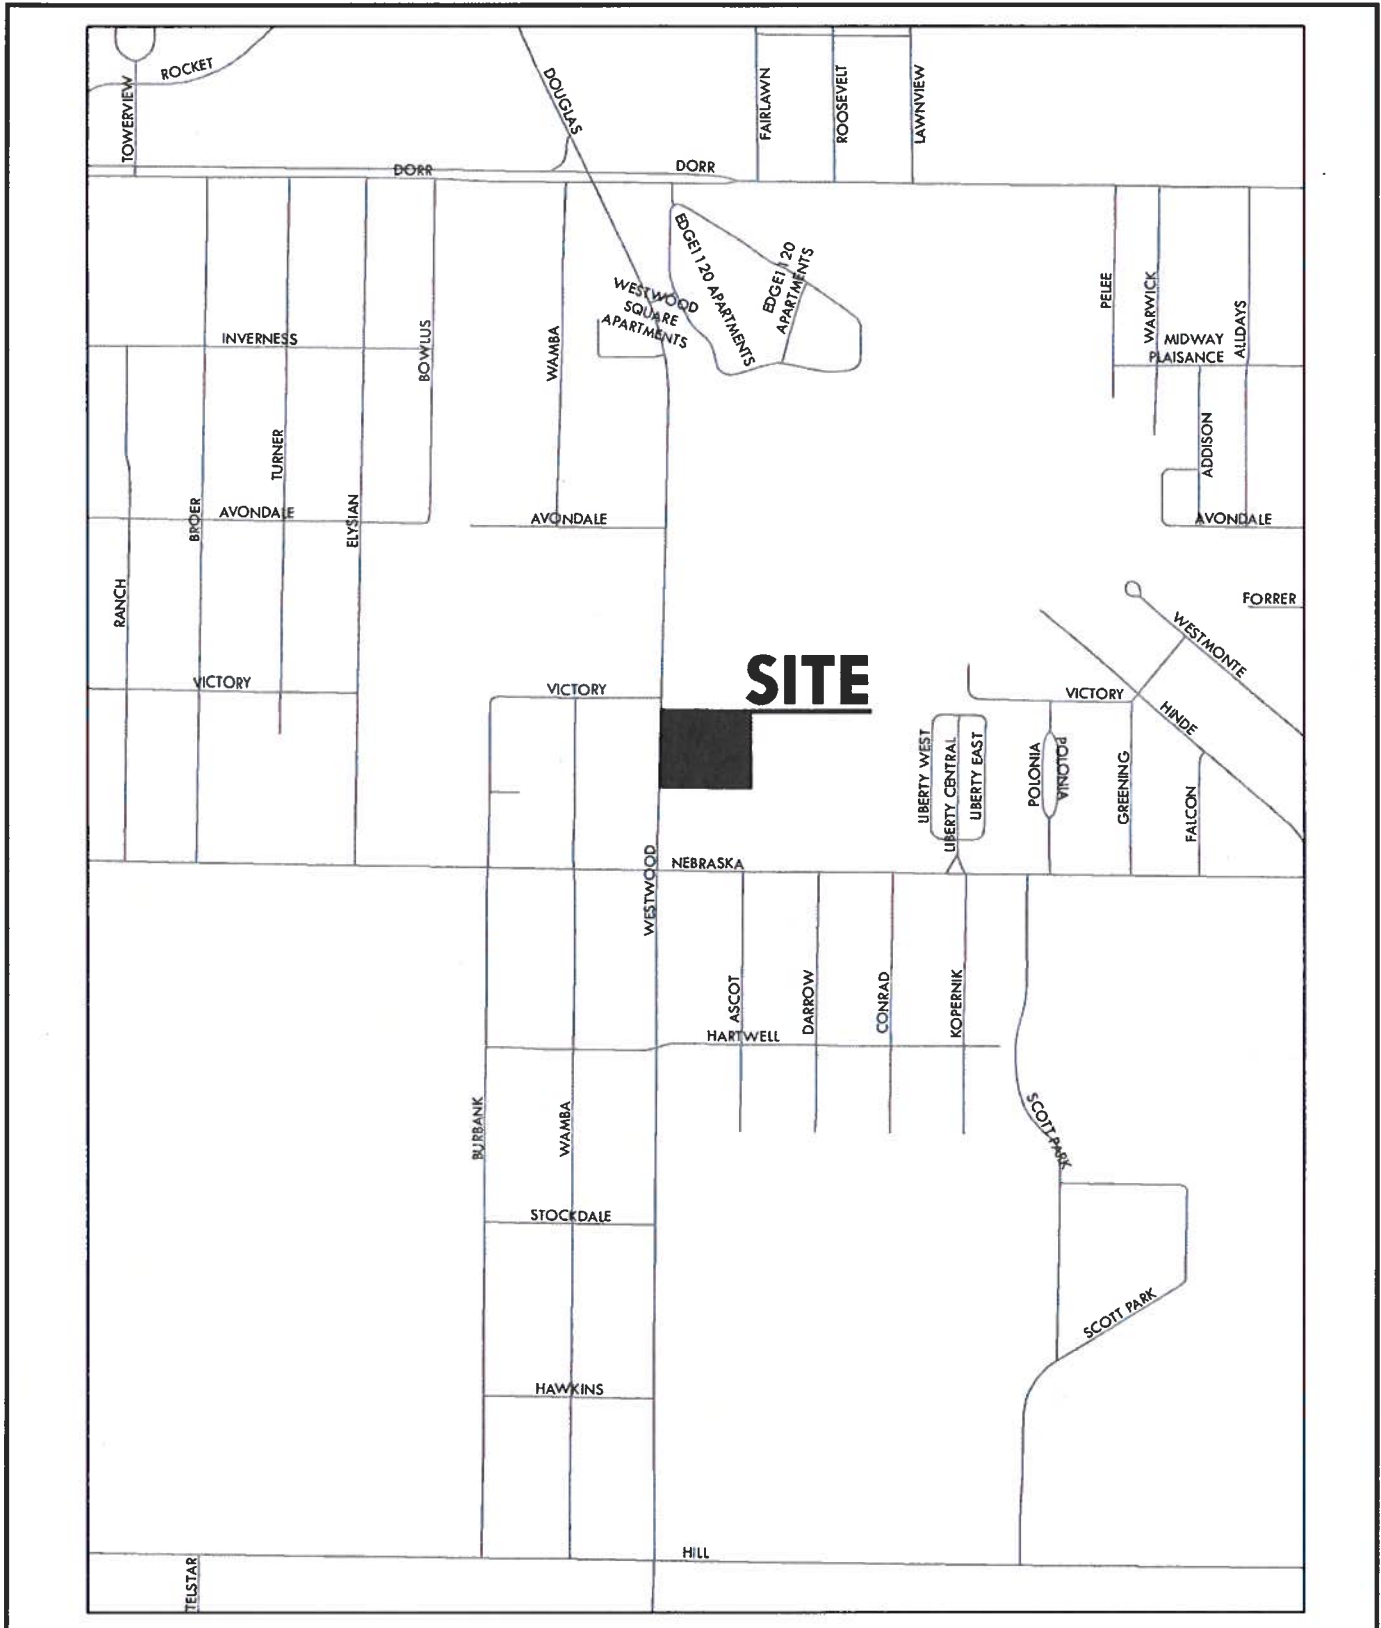 ROCKET
TOWERVIEW
DOUGLAS
FAIRLAWN
ROOSEVELT
LAWNVIEW
DORR
DORR
EDGE1120 APARTMENTS
EDGE1120
APARTMENTS
WESTWOOD
SQUARE
APARTMENTS
PELEE
WARWICK
ALLDAYS
MIDWAY
PLAISANCE
INVERNESS
BOWLUS
WAMBA
TURNER
ADDISON
BROER
AVONDALE
ELYSIAN
AVONDALE
AVONDALE
RANCH
FORRER
WESTMONTE
SITE
VICTORY
VICTORY
VICTORY
HINDE
LIBERTY WEST
LIBERTY CENTRAL
LIBERTY EAST
POLONIA
POLONIA
GREENING
FALCON
WESTWOOD
NEBRASKA
ASCOT
DARROW
CONRAD
KOPERNIK
HARTWELL
BURBANK
WAMBA
SCOTT PARK
STOCKDALE
SCOTT PARK
HAWKINS
HILL
TELSTAR